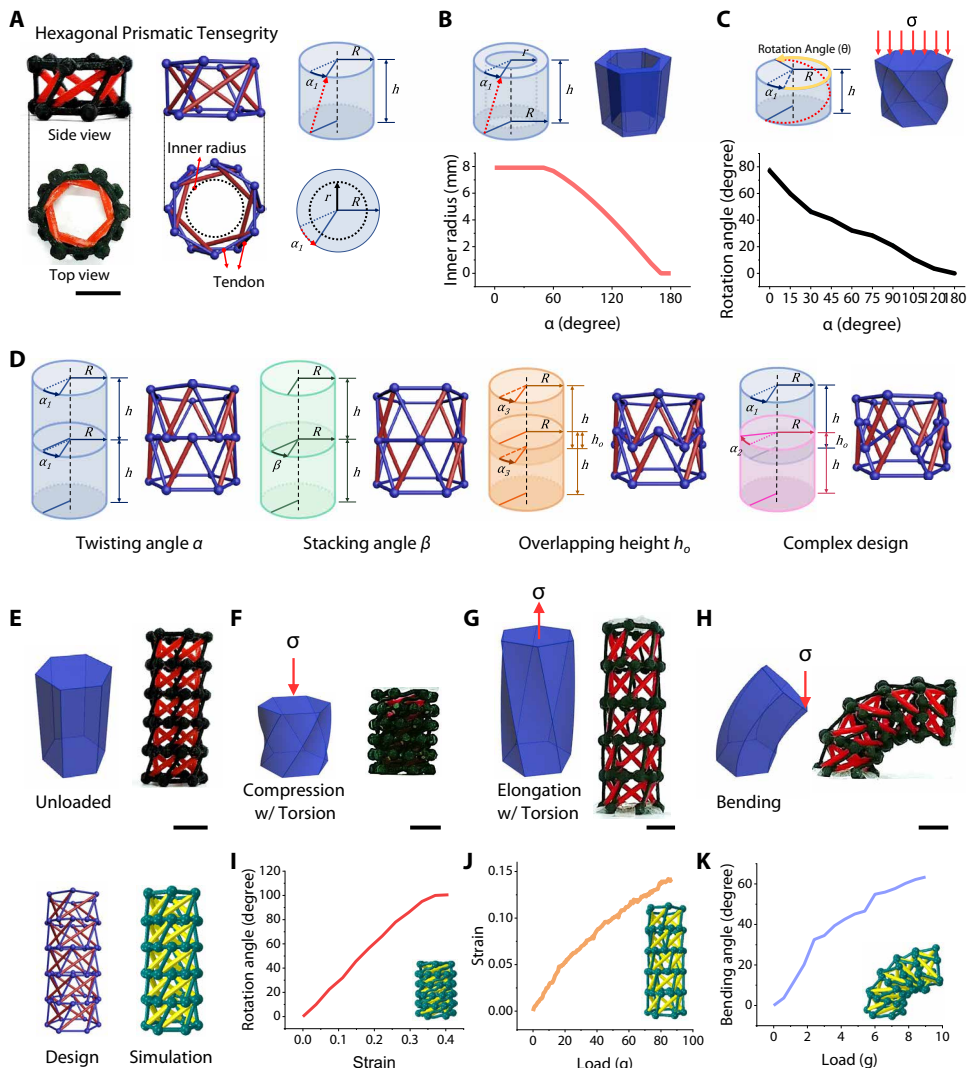 A
Hexagonal Prismatic Tensegrity
Side view
Top view
Inner radius
Tendon
R
h
α1
r
R
α1
B
r
α1
R
h
Inner radius (mm)
8
6
4
2
0
0 60 120 180
α (degree)
C
σ
Rotation Angle (θ)
α1
R
h
Rotation angle (degree)
100
80
60
40
20
0
0 15 30 45 60 75 90 105 120 180
α (degree)
D
R
α1
h
R
α1
h
Twisting angle α
R
h
R
β
h
Stacking angle β
R
α3
h
R
ho
α3
h
Overlapping height ho
R
α1
h
R
α2
ho
h
Complex design
E
Unloaded
F
σ
Compression
w/ Torsion
G
σ
Elongation
w/ Torsion
H
σ
Bending
Design
Simulation
I
Rotation angle (degree)
120
100
80
60
40
20
0
0.0 0.1 0.2 0.3 0.4
Strain
J
Strain
0.15
0.10
0.05
0.00
0 20 40 60 80 100
Load (g)
K
Bending angle (degree)
60
40
20
0
0 2 4 6 8 10
Load (g)